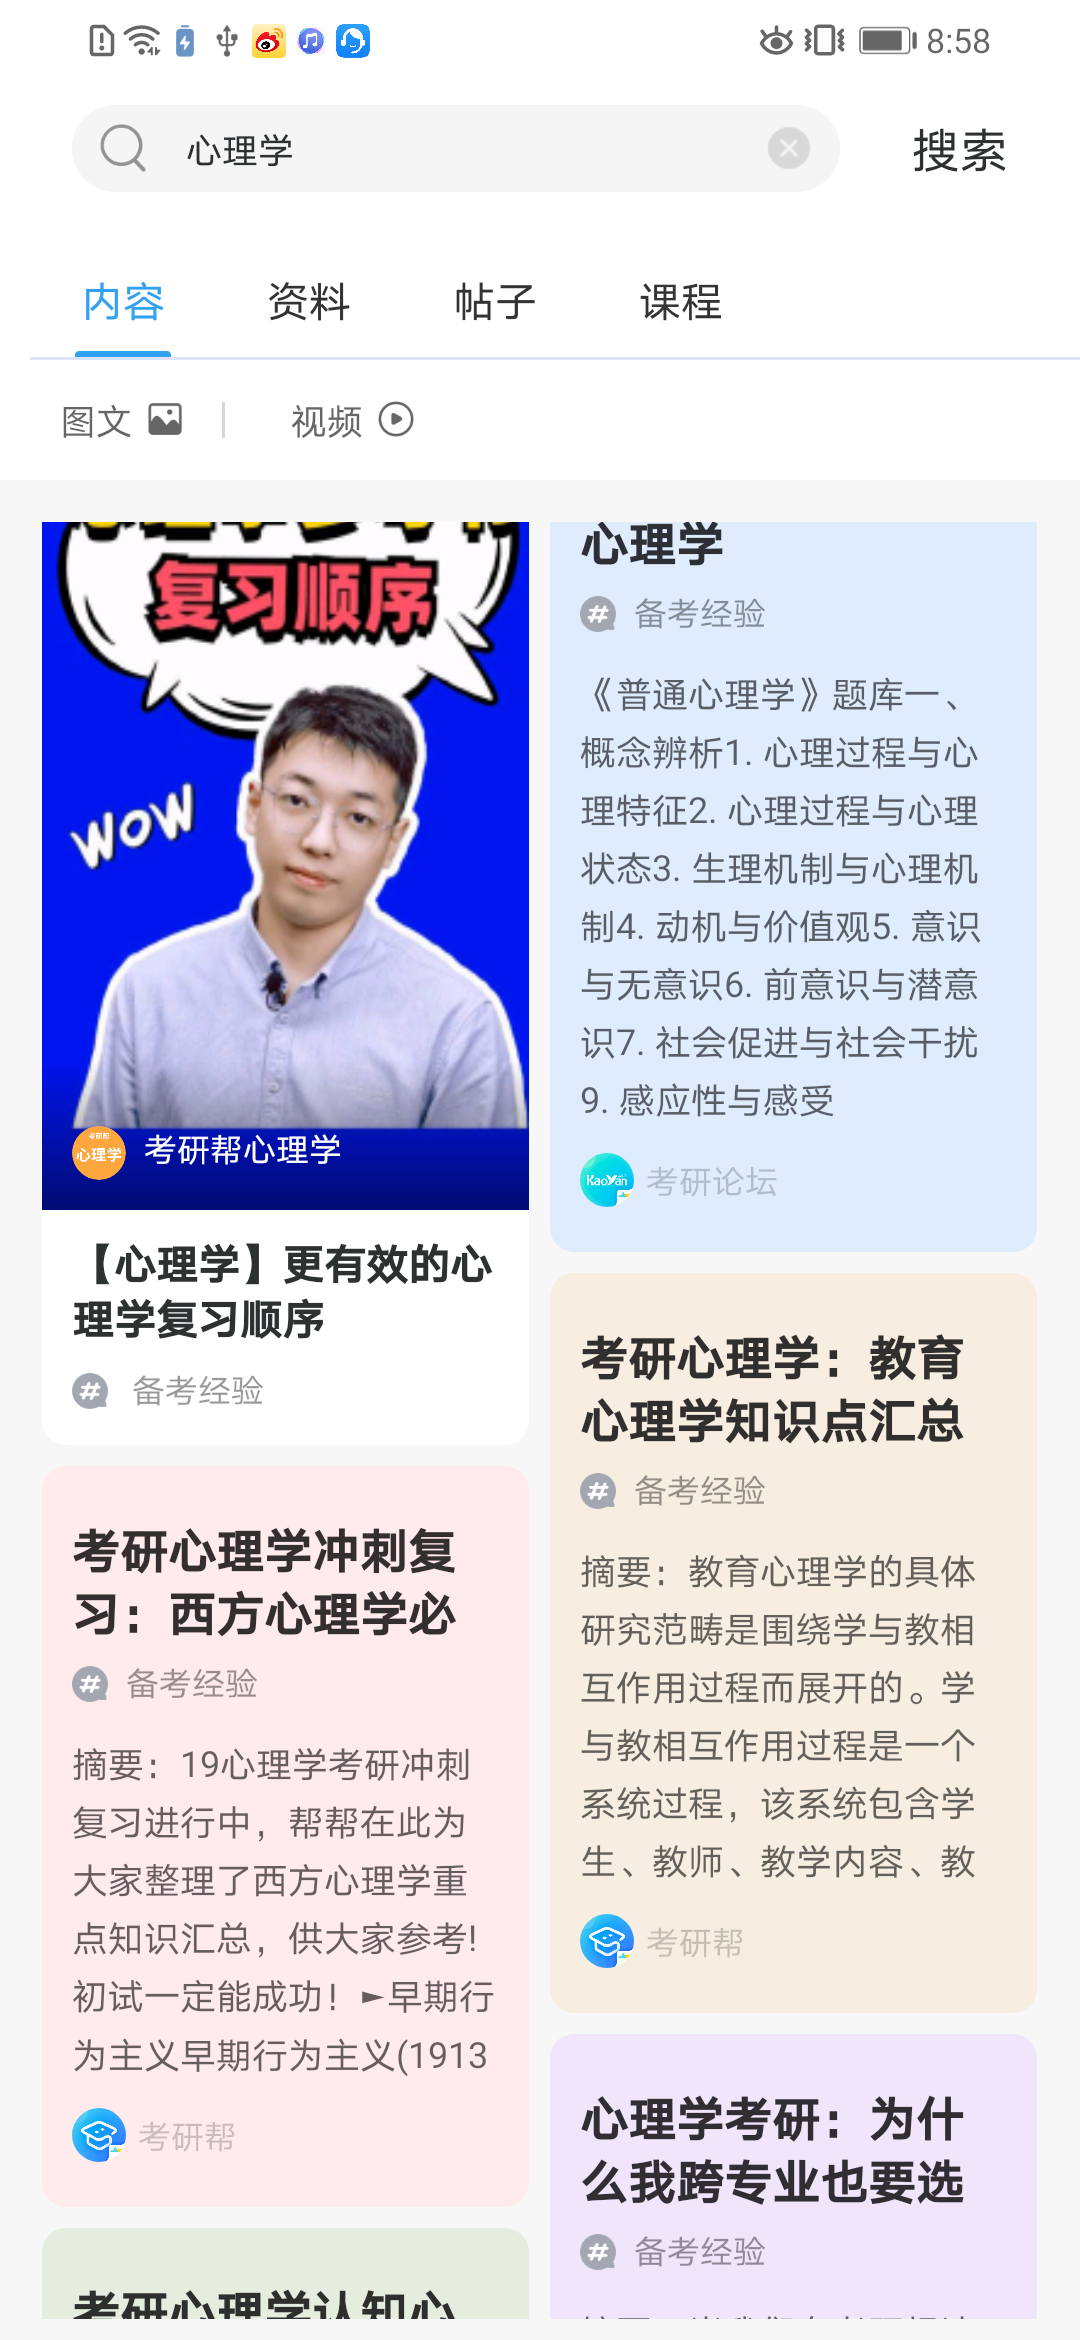 8:58
心理学
搜索
内容
资料
帖子
课程
图文
视频
复习顺序
WOW
心理学
考研帮心理学
【心理学】更有效的心
理学复习顺序
# 备考经验
考研心理学冲刺复
习：西方心理学必
# 备考经验
摘要：19心理学考研冲刺
复习进行中，帮帮在此为
大家整理了西方心理学重
点知识汇总，供大家参考!
初试一定能成功！►早期行
为主义早期行为主义(1913
考研帮
考研心理学认知心
心理学
# 备考经验
《普通心理学》题库一、
概念辨析1. 心理过程与心
理特征2. 心理过程与心理
状态3. 生理机制与心理机
制4. 动机与价值观5. 意识
与无意识6. 前意识与潜意
识7. 社会促进与社会干扰
9. 感应性与感受
KaoYan
考研论坛
考研心理学：教育
心理学知识点汇总
# 备考经验
摘要：教育心理学的具体
研究范畴是围绕学与教相
互作用过程而展开的。学
与教相互作用过程是一个
系统过程，该系统包含学
生、教师、教学内容、教
考研帮
心理学考研：为什
么我跨专业也要选
# 备考经验